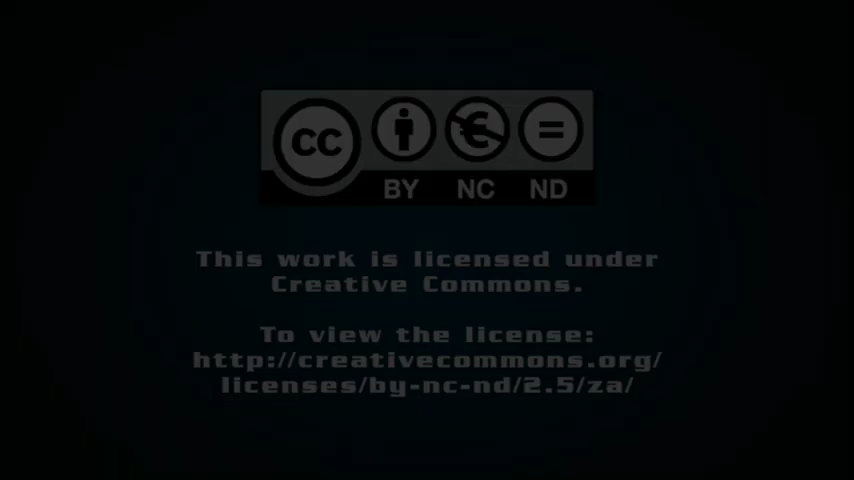 CC
BY NC ND
This work is licensed under
Creative Commons.
To view the license:
http://creativecommons.org/
licenses/by-nc-nd/2.5/za/